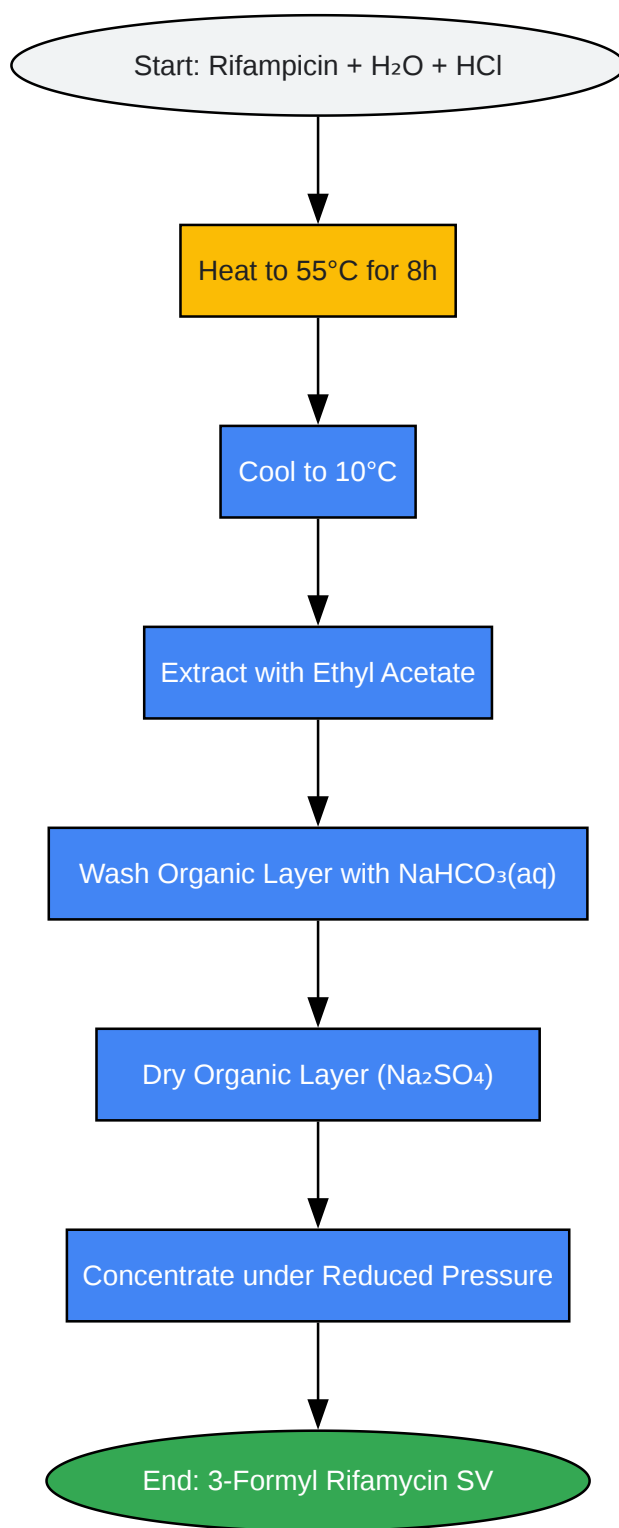 Start: Rifampicin + H₂O + HCl
Heat to 55°C for 8h
Cool to 10°C
Extract with Ethyl Acetate
Wash Organic Layer with NaHCO₃(aq)
Dry Organic Layer (Na₂SO₄)
Concentrate under Reduced Pressure
End: 3-Formyl Rifamycin SV